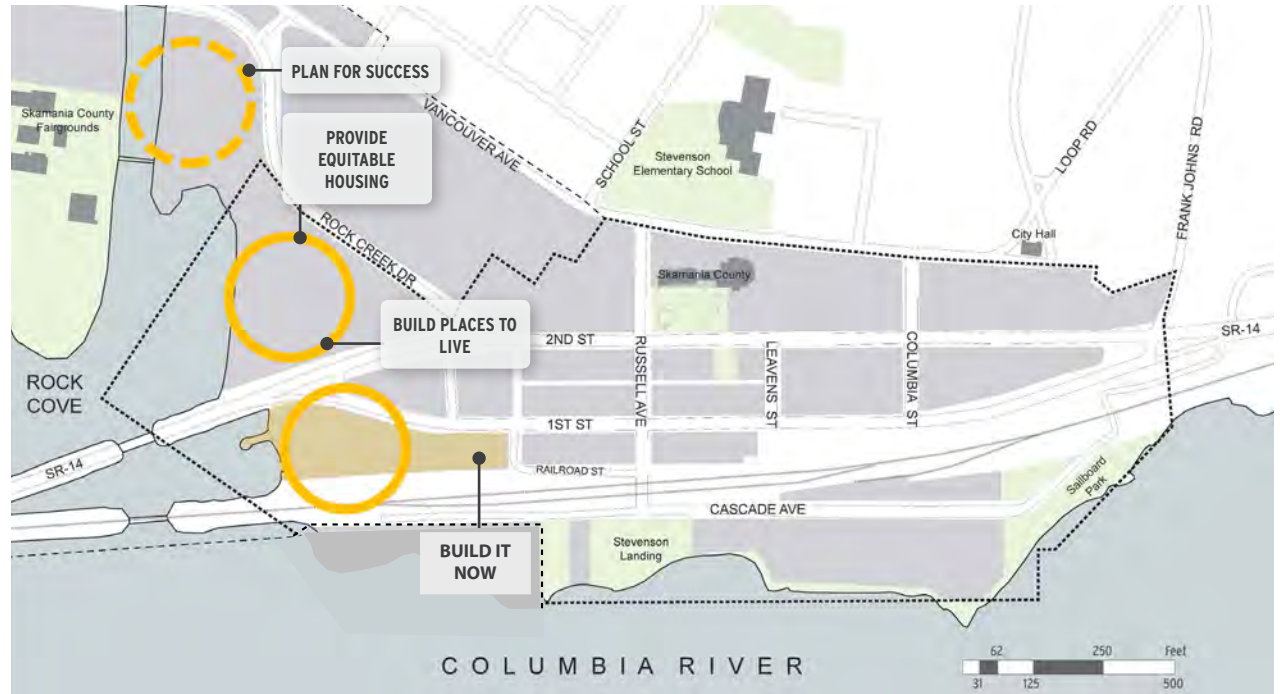 PLAN FOR SUCCESS
Skamania County
Fairgrounds
PROVIDE
EQUITABLE
HOUSING
VANCOUVER AVE
SCHOOL ST
Stevenson
Elementary School
LOOP RD
FRANK JOHNS RD
City Hall
ROCK CREEK DR
Skamania County
BUILD PLACES TO
LIVE
2ND ST
SR-14
RUSSELL AVE
LEAVENS ST
COLUMBIA ST
ROCK
COVE
1ST ST
SR-14
RAILROAD ST
Sailboard
Park
CASCADE AVE
BUILD IT
NOW
Stevenson
Landing
COLUMBIA RIVER
62 250 Feet
31 125 500